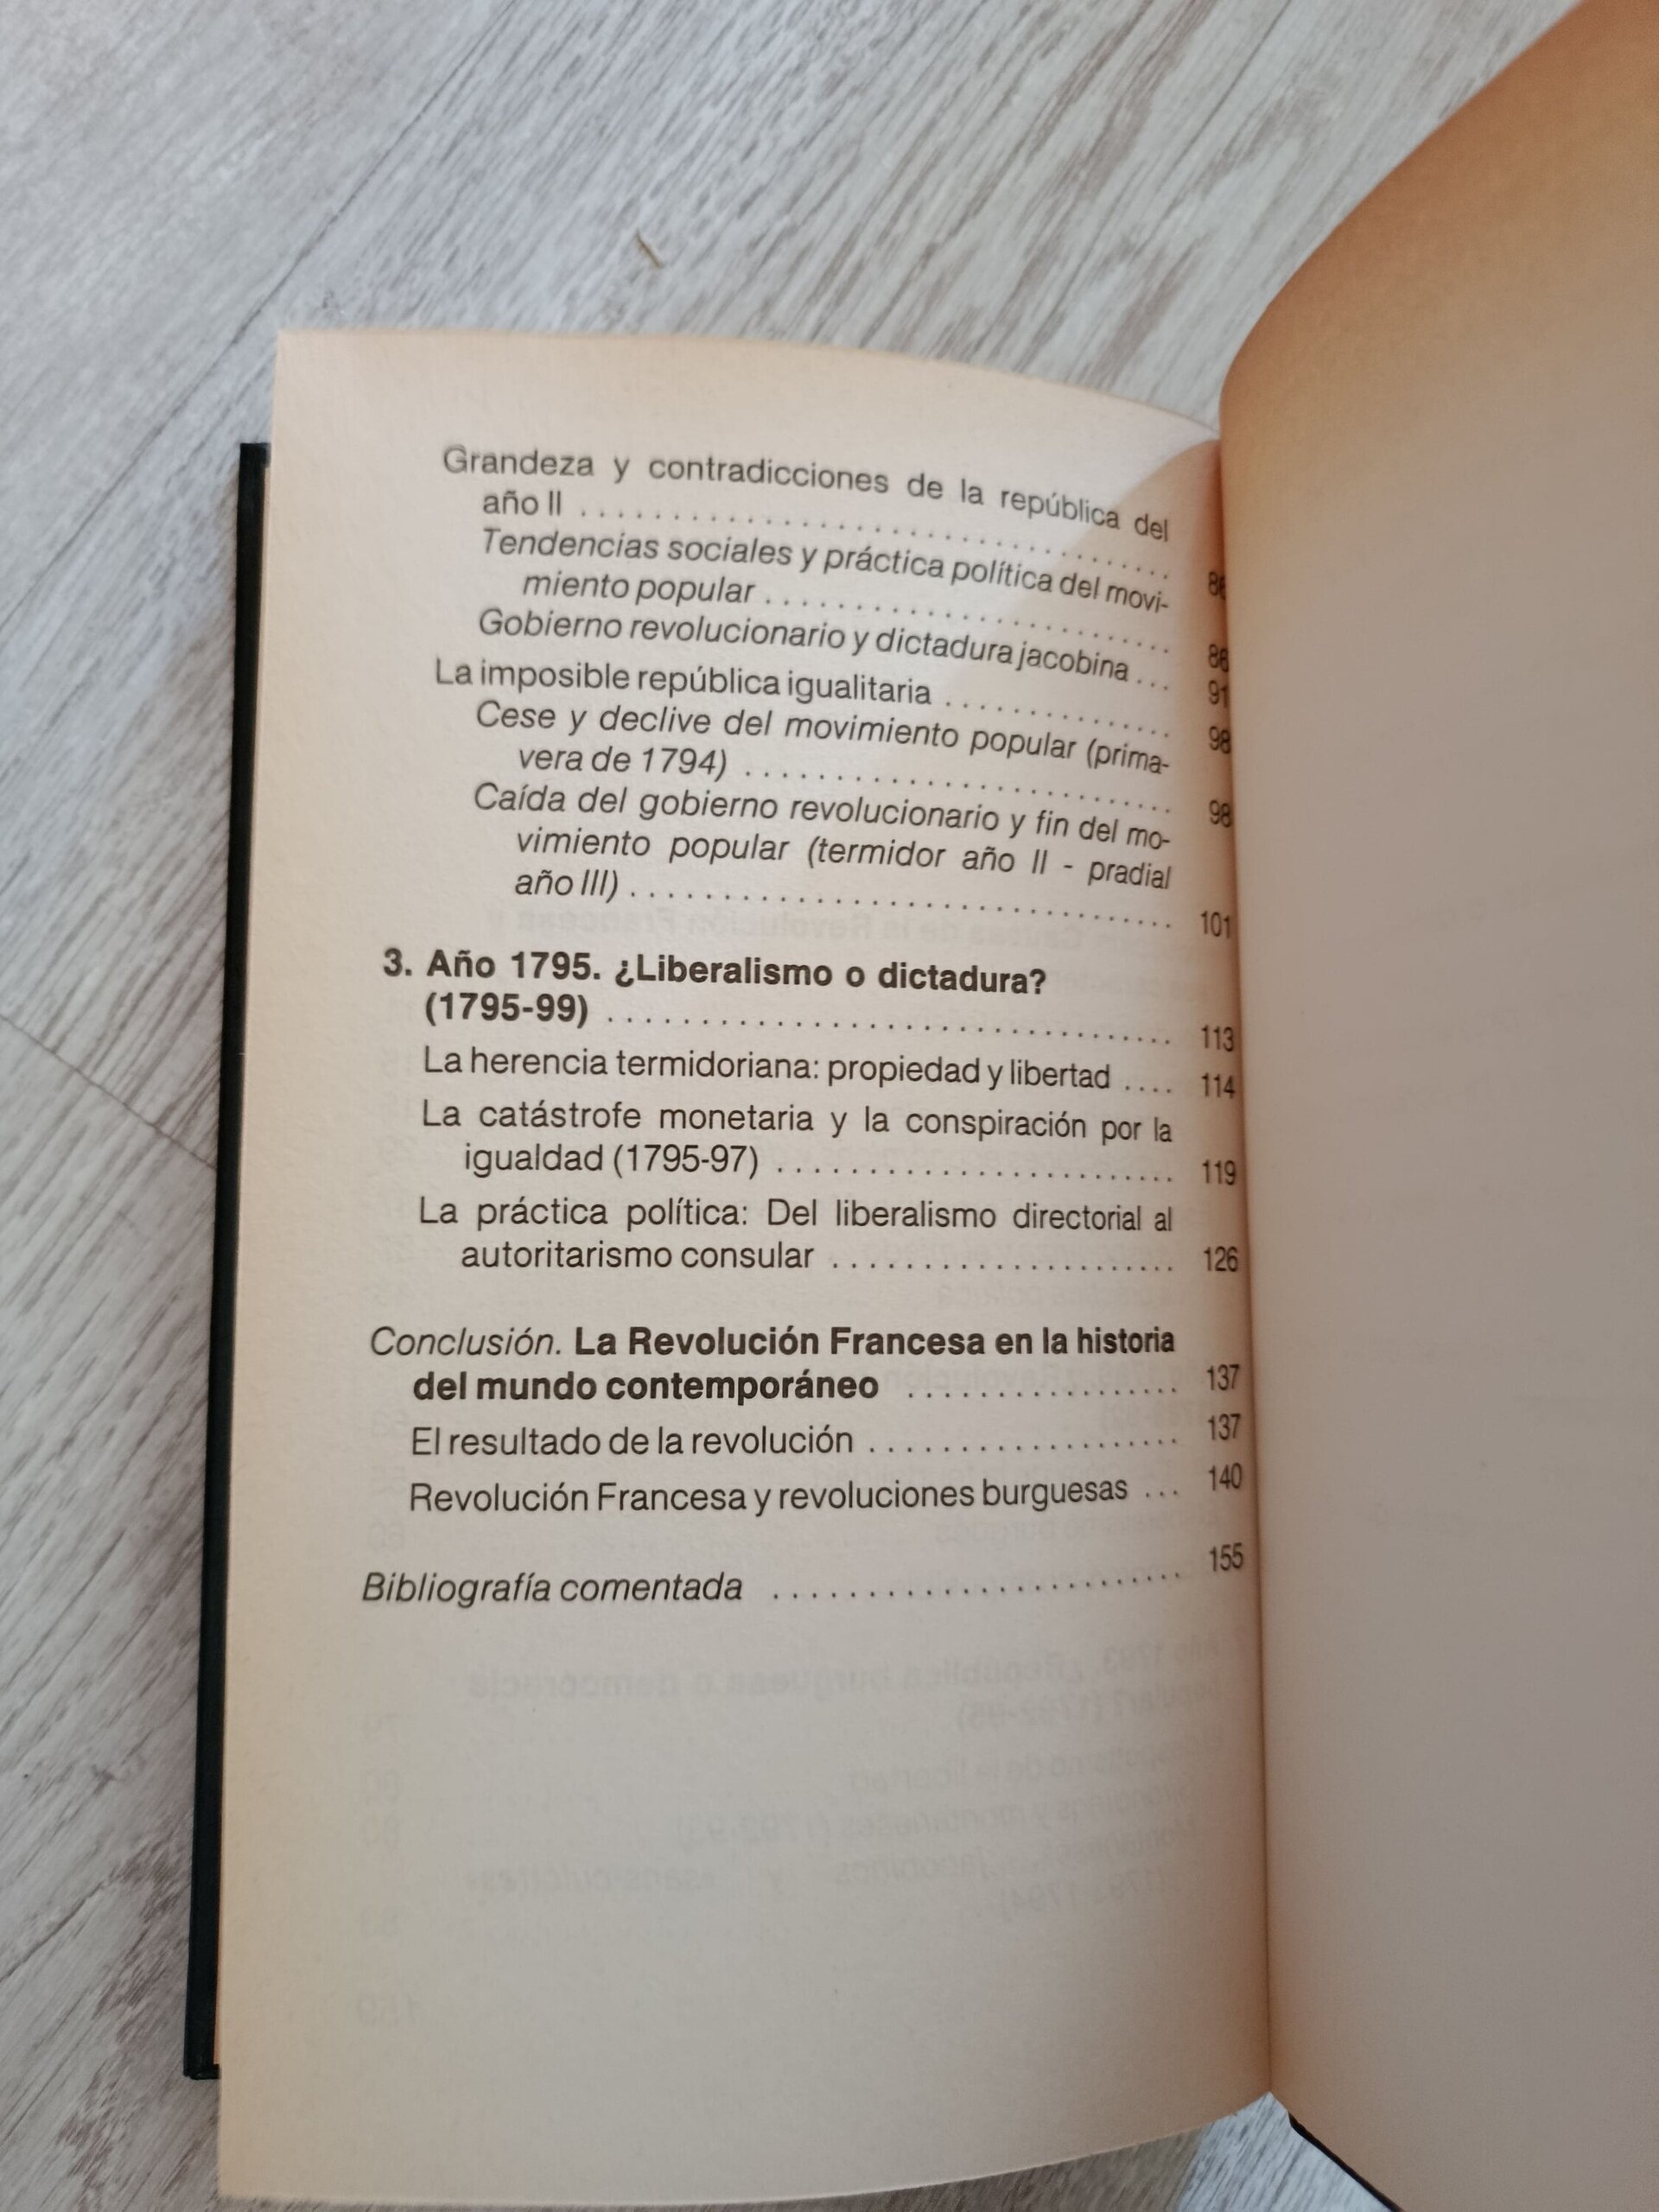 Grandeza y contradicciones de la república del
año II ........................................ 86
Tendencias sociales y práctica política del movi-
miento popular ........................................ 86
Gobierno revolucionario y dictadura jacobina ... 91
La imposible república igualitaria ............... 98
Cese y declive del movimiento popular (prima-
vera de 1794) ........................................ 98
Caída del gobierno revolucionario y fin del mo-
vimiento popular (termidor año II - pradial
año III) ........................................ 101
3. Año 1795. ¿Liberalismo o dictadura?
(1795-99) ........................................ 113
La herencia termidoriana: propiedad y libertad .... 114
La catástrofe monetaria y la conspiración por la
igualdad (1795-97) ........................ 119
La práctica política: Del liberalismo directorial al
autoritarismo consular ...................... 126
Conclusión. La Revolución Francesa en la historia
del mundo contemporáneo .................. 137
El resultado de la revolución ................... 137
Revolución Francesa y revoluciones burguesas ... 140
Bibliografía comentada .......................... 155